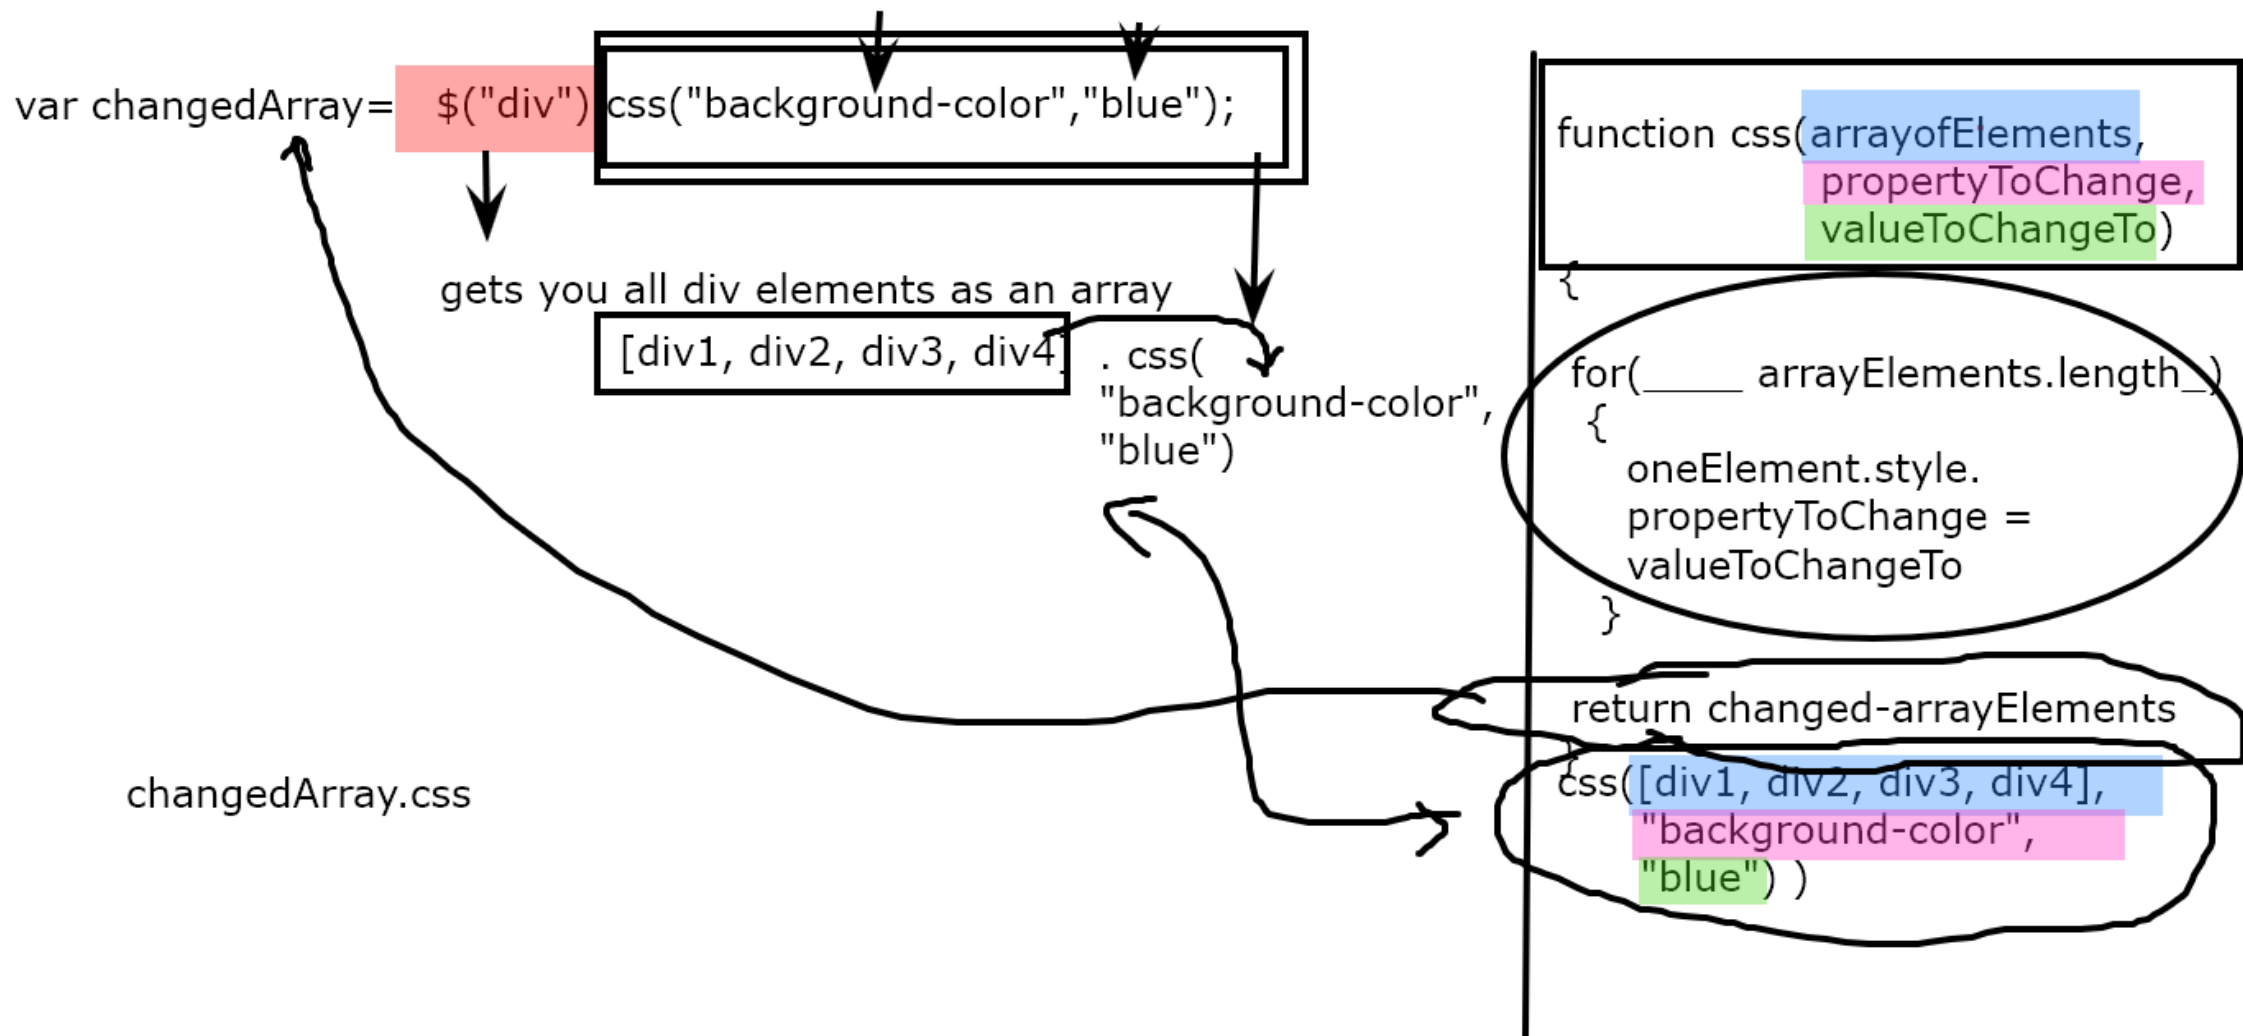 var changedArray= $("div").css("background-color","blue");
gets you all div elements as an array
[div1, div2, div3, div4]
. css(
"background-color",
"blue")
changedArray.css
function css(arrayofElements,
propertyToChange,
valueToChangeTo)
{
for(____ arrayElements.length_)
{
oneElement.style.
propertyToChange =
valueToChangeTo
}
return changed-arrayElements
}
css([div1, div2, div3, div4],
"background-color",
"blue") )